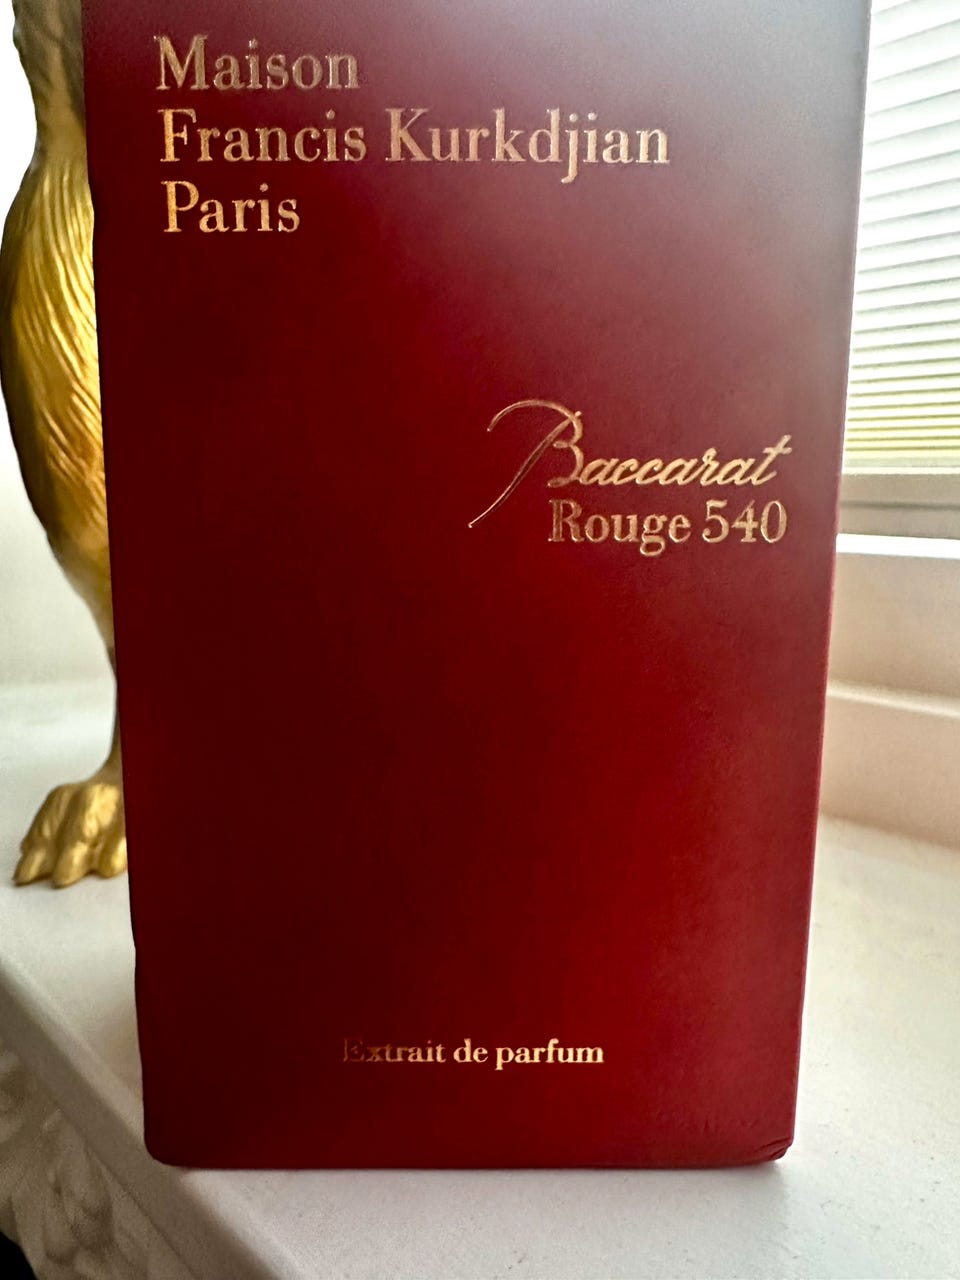 Maison
Francis Kurkdjian
Paris
Baccarat
Rouge 540
Extrait de parfum